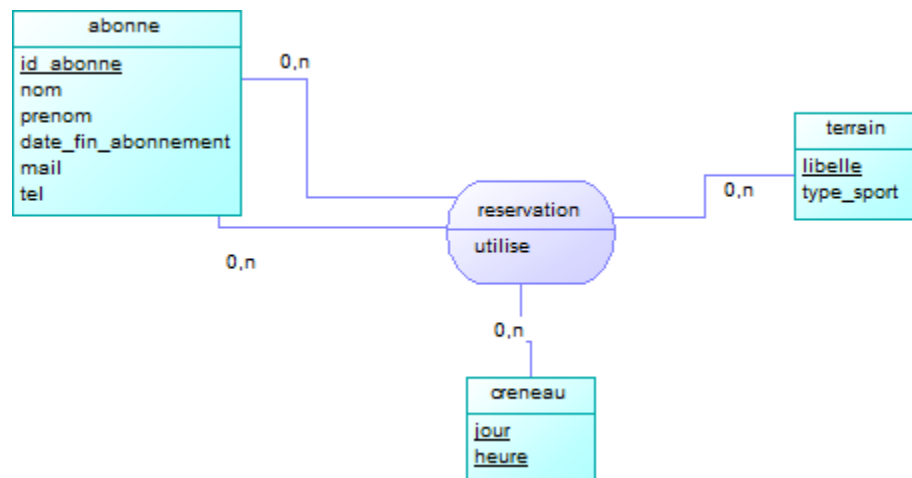 abonne
id_abonne
nom
prenom
date_fin_abonnement
mail
tel
0,n
0,n
reservation
utilise
0,n
terrain
libelle
type_sport
0,n
creneau
jour
heure